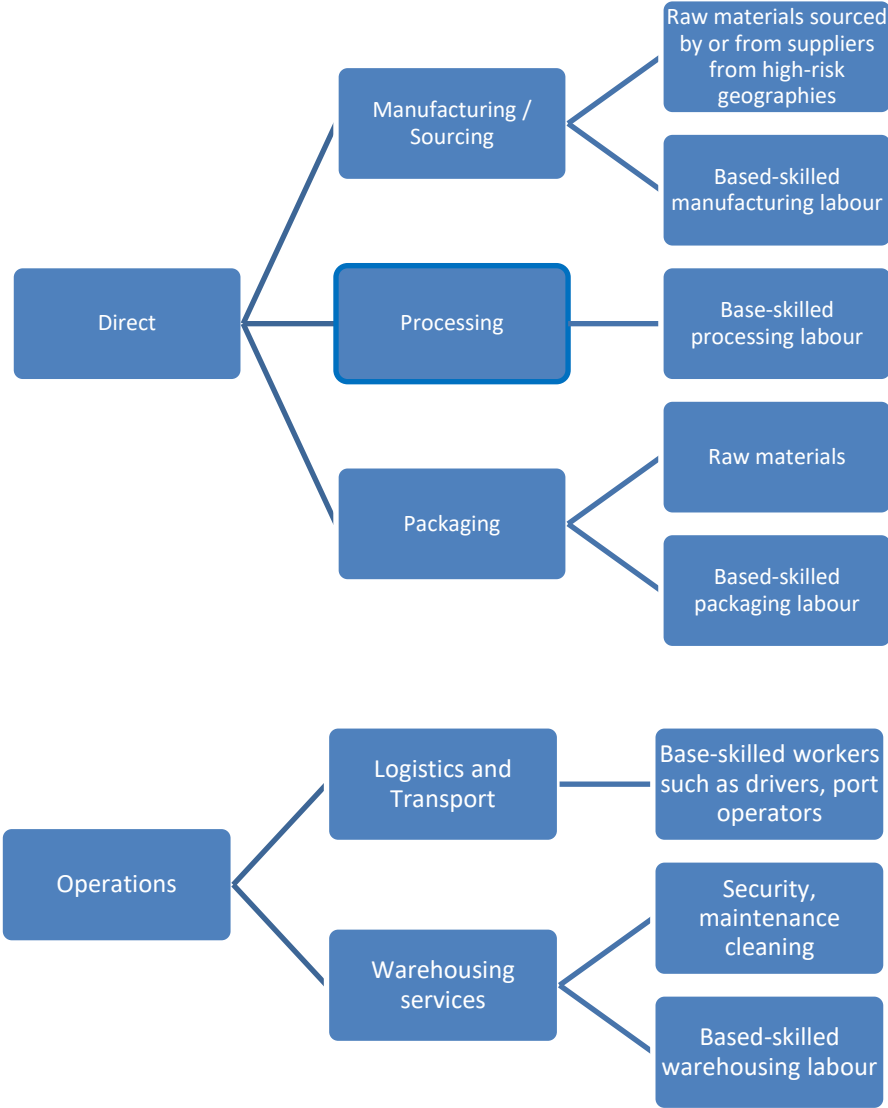 Raw materials sourced
by or from suppliers
from high-risk
geographies
Manufacturing /
Sourcing
Based-skilled
manufacturing labour
Direct
Processing
Base-skilled
processing labour
Raw materials
Packaging
Based-skilled
packaging labour
Logistics and
Transport
Base-skilled workers
such as drivers, port
operators
Operations
Security,
maintenance
cleaning
Warehousing
services
Based-skilled
warehousing labour